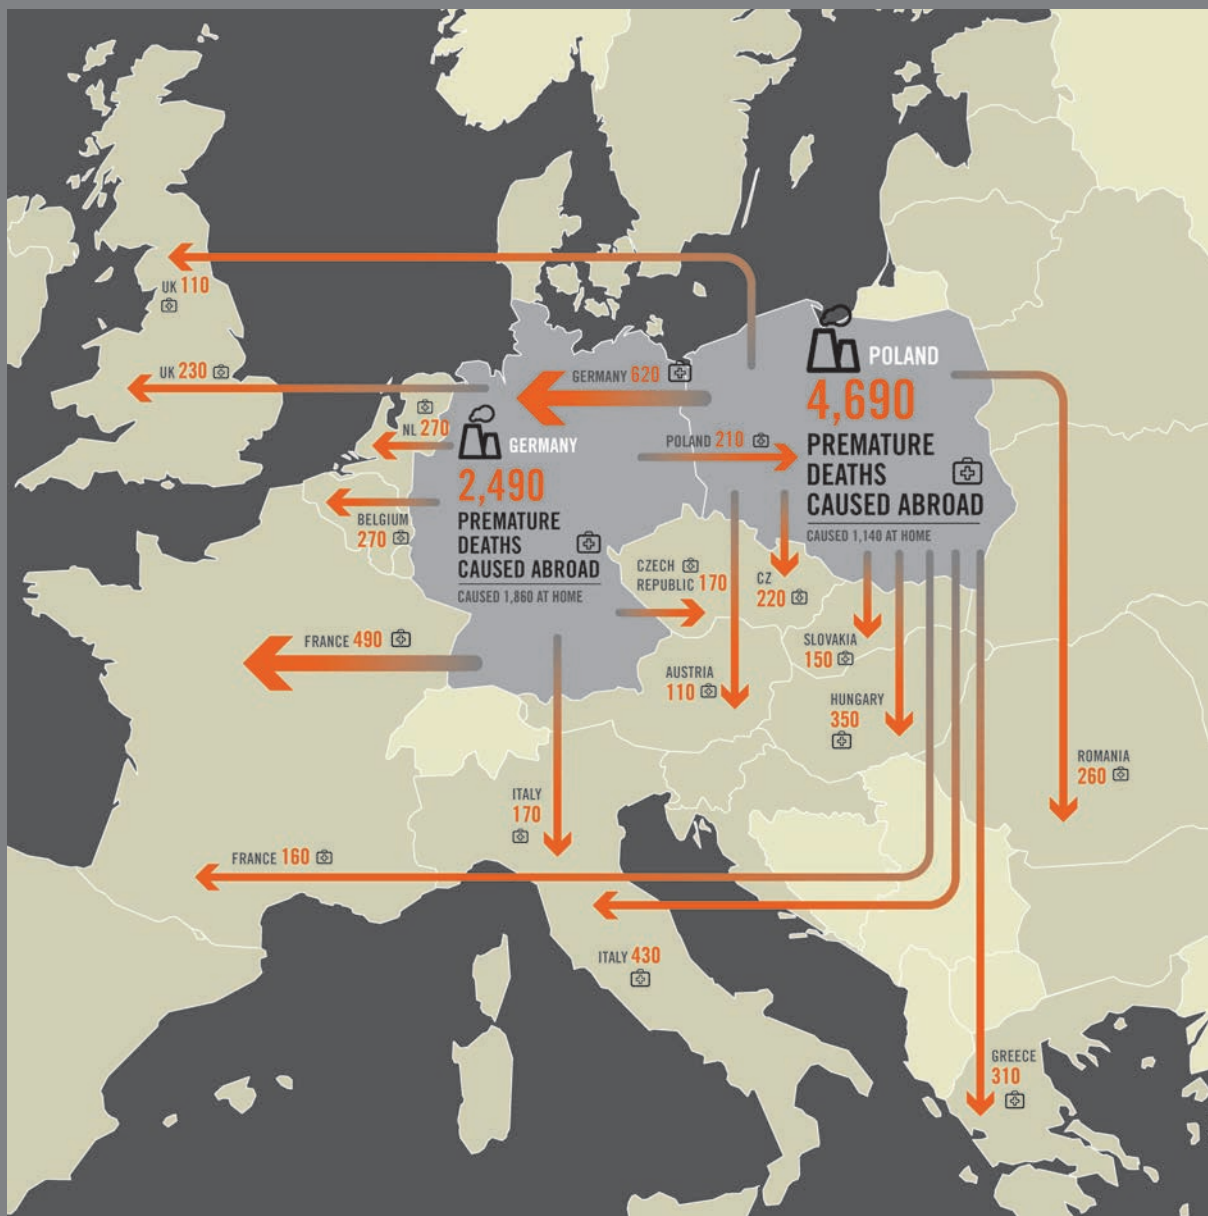 UK 110
UK 230
GERMANY 620
POLAND
4,690
PREMATURE
DEATHS
CAUSED ABROAD
CAUSED 1,140 AT HOME
NL 270
GERMANY
2,490
PREMATURE
DEATHS
CAUSED ABROAD
CAUSED 1,860 AT HOME
POLAND 210
BELGIUM
270
CZECH
REPUBLIC 170
CZ
220
FRANCE 490
SLOVAKIA
150
AUSTRIA
110
HUNGARY
350
ROMANIA
260
ITALY
170
FRANCE 160
ITALY 430
GREECE
310